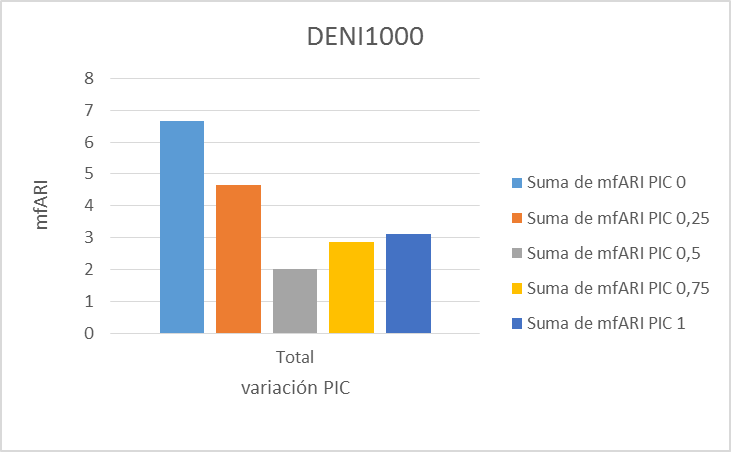 DENI1000
8
7
6
5
4
3
2
1
0
mfARI
Total
variación PIC
Suma de mfARI PIC 0
Suma de mfARI PIC 0,25
Suma de mfARI PIC 0,5
Suma de mfARI PIC 0,75
Suma de mfARI PIC 1